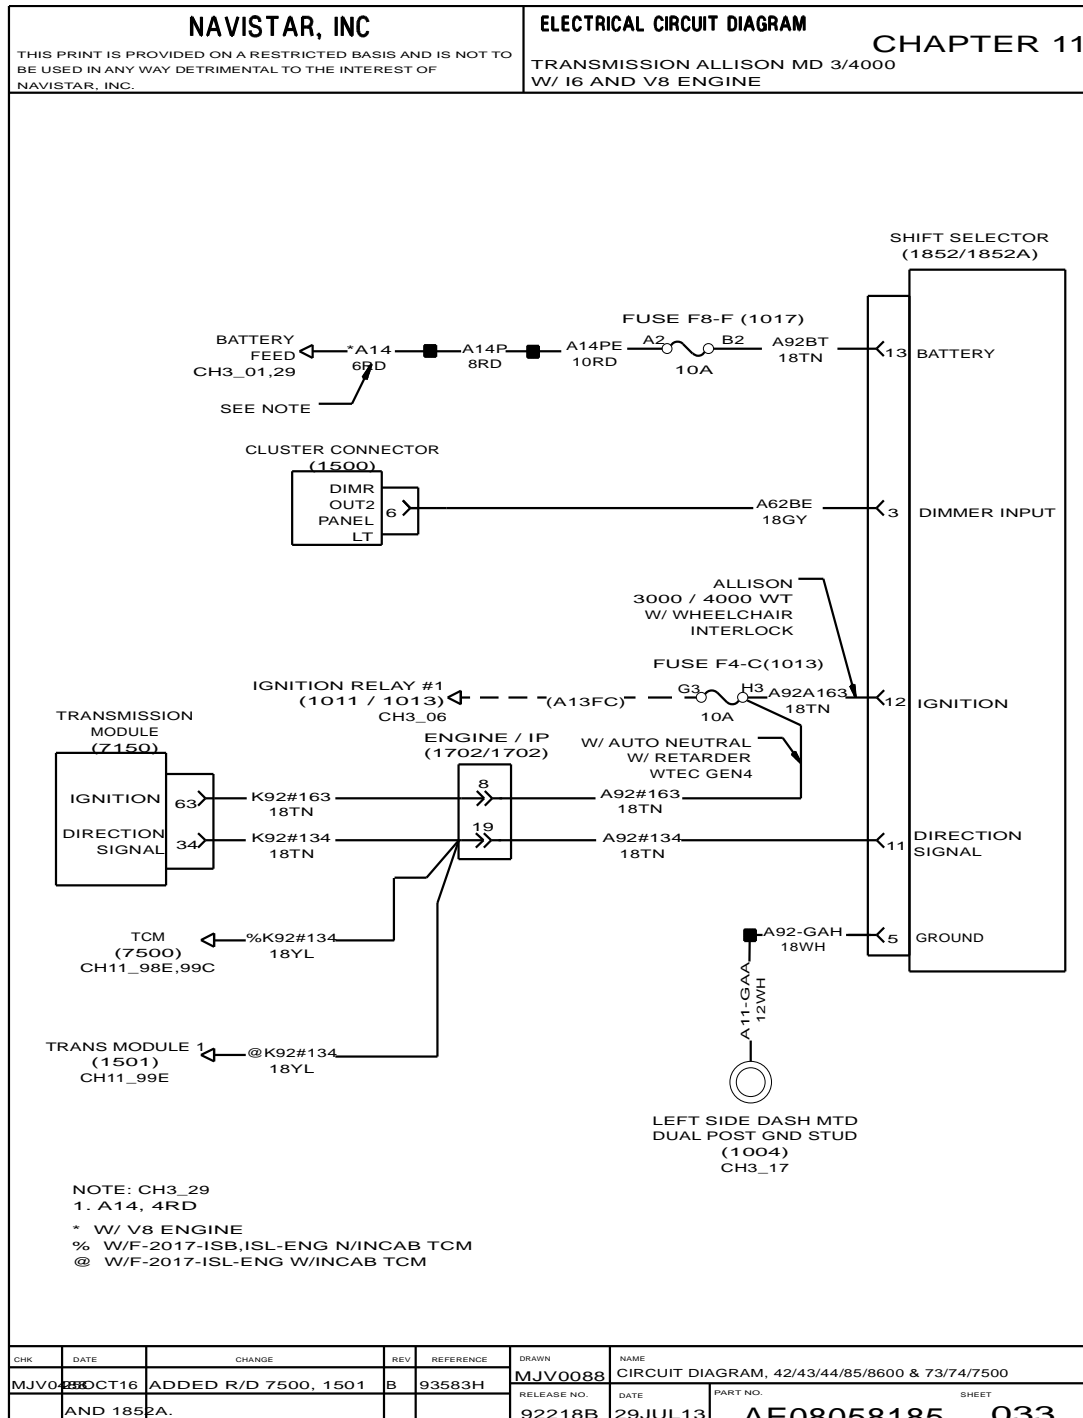 NAVISTAR, INC
THIS PRINT IS PROVIDED ON A RESTRICTED BASIS AND IS NOT TO
BE USED IN ANY WAY DETRIMENTAL TO THE INTEREST OF
NAVISTAR, INC.
ELECTRICAL CIRCUIT DIAGRAM
CHAPTER 11
TRANSMISSION ALLISON MD 3/4000
W/ I6 AND V8 ENGINE
SHIFT SELECTOR
(1852/1852A)
FUSE F8-F (1017)
BATTERY
FEED
CH3_01,29
*A14
6RD
A14P
8RD
A14PE
10RD
A2
B2
10A
A92BT
18TN
13
BATTERY
SEE NOTE
CLUSTER CONNECTOR
(1500)
DIMR
OUT2
PANEL
LT
6
A62BE
18GY
3
DIMMER INPUT
ALLISON
3000 / 4000 WT
W/ WHEELCHAIR
INTERLOCK
FUSE F4-C(1013)
IGNITION RELAY #1
(1011 / 1013)
CH3_06
(A13FC)
G3
H3
10A
A92A163
18TN
12
IGNITION
TRANSMISSION
MODULE
(7150)
ENGINE / IP
(1702/1702)
W/ AUTO NEUTRAL
W/ RETARDER
WTEC GEN4
IGNITION
63
K92#163
18TN
8
A92#163
18TN
DIRECTION
SIGNAL
34
K92#134
18TN
19
A92#134
18TN
11
DIRECTION
SIGNAL
TCM
(7500)
CH11_98E,99C
%K92#134
18YL
A92-GAH
18WH
5
GROUND
A11-GAA
12WH
TRANS MODULE 1
(1501)
CH11_99E
@K92#134
18YL
LEFT SIDE DASH MTD
DUAL POST GND STUD
(1004)
CH3_17
NOTE: CH3_29
1. A14, 4RD
* W/ V8 ENGINE
% W/F-2017-ISB,ISL-ENG N/INCAB TCM
@ W/F-2017-ISL-ENG W/INCAB TCM
CHK
DATE
CHANGE
REV
REFERENCE
DRAWN
NAME
ADDED R/D 7500, 1501
B
93583H
MJV0088
CIRCUIT DIAGRAM, 42/43/44/85/8600 & 73/74/7500
AND 1852A.
RELEASE NO.
DATE
PART NO.
SHEET
92218B
29JUL13
AE08058185
033